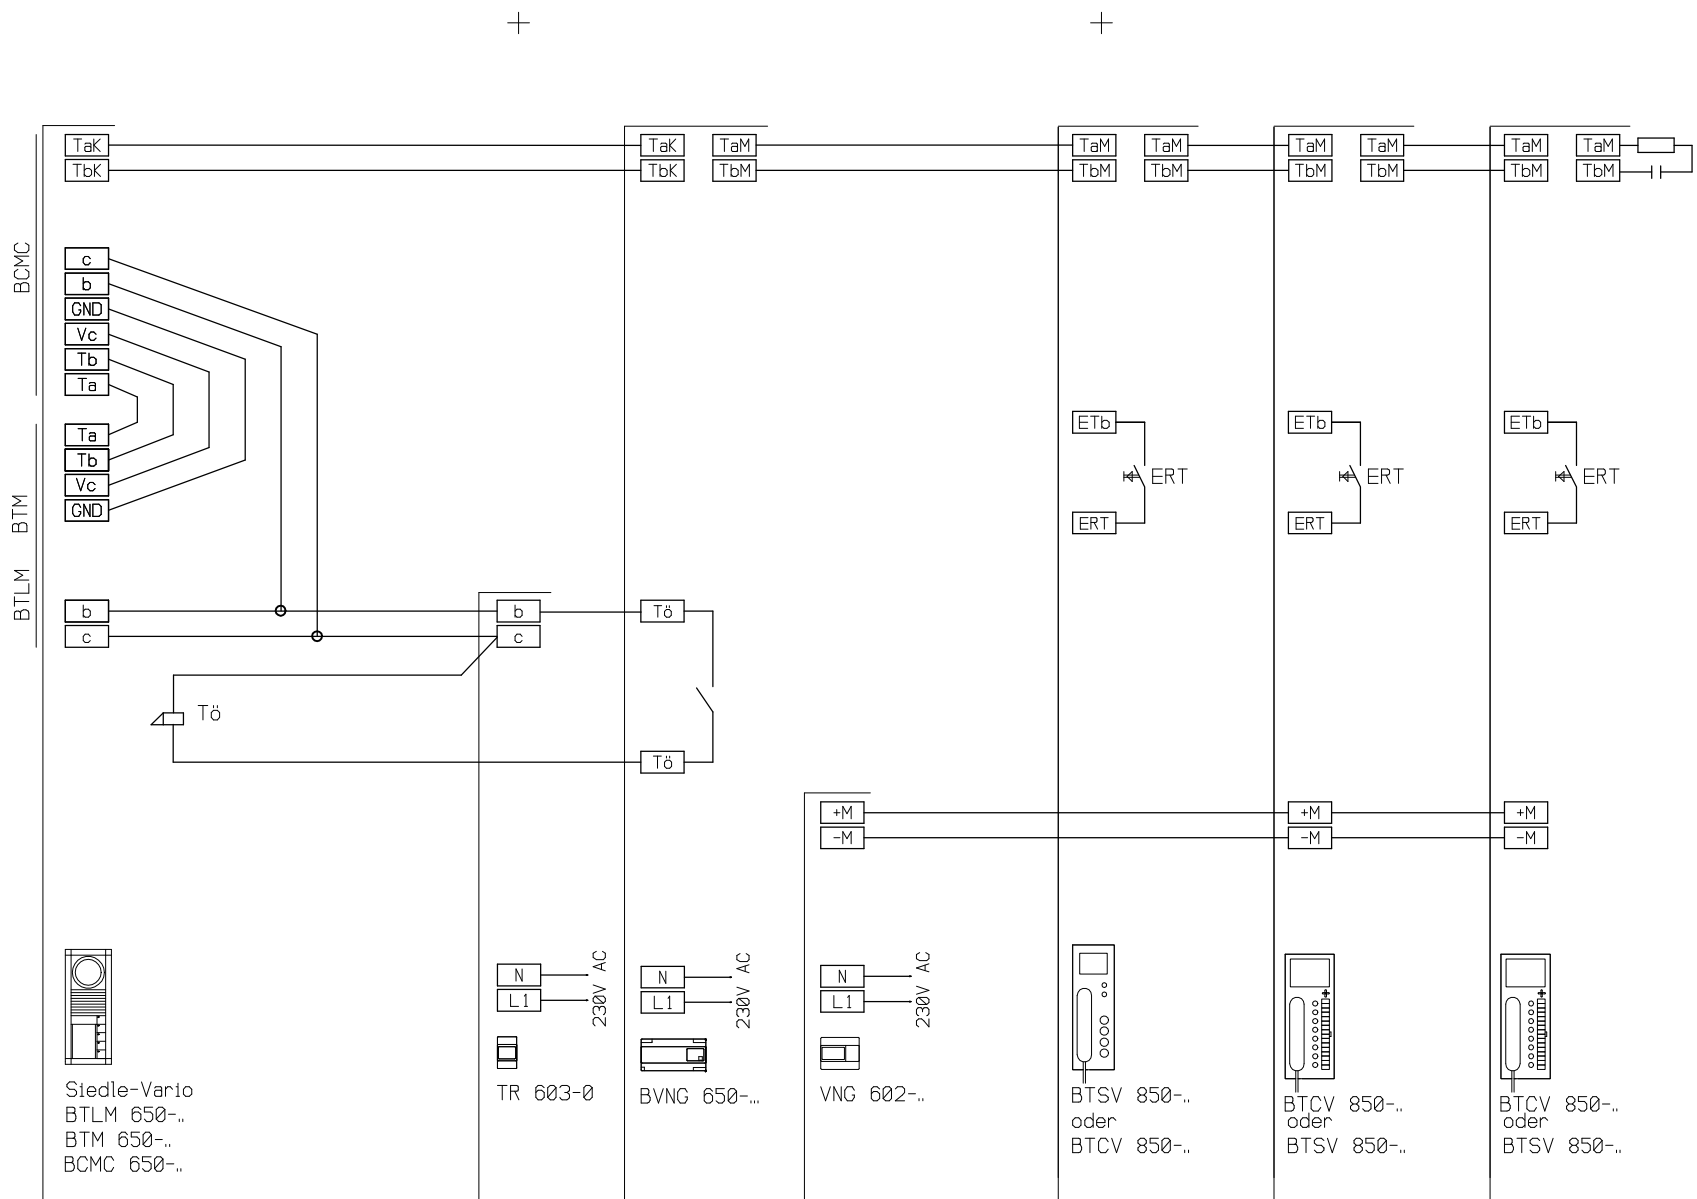 TaK TaK TaM TaM TaM TaM TaM TaM TaM
TbK TbK TbM TbM TbM TbM TbM TbM TbM
BCMC
c
b
GND
Vc
Tb
Ta
BTLM BTM
Ta
Tb
Vc
GND
ETb ETb ETb
ERT ERT ERT
ERT ERT ERT
b b Tö
c c
Tö
Tö
+M +M +M
-M -M -M
N N N
L1 L1 L1
230V AC 230V AC 230V AC
Siedle-Vario
BTLM 650-..
BTM 650-..
BCMC 650-..
TR 603-0
BVNG 650-...
VNG 602-..
BTSV 850-..
oder
BTCV 850-..
BTCV 850-..
oder
BTSV 850-..
BTCV 850-..
oder
BTSV 850-..